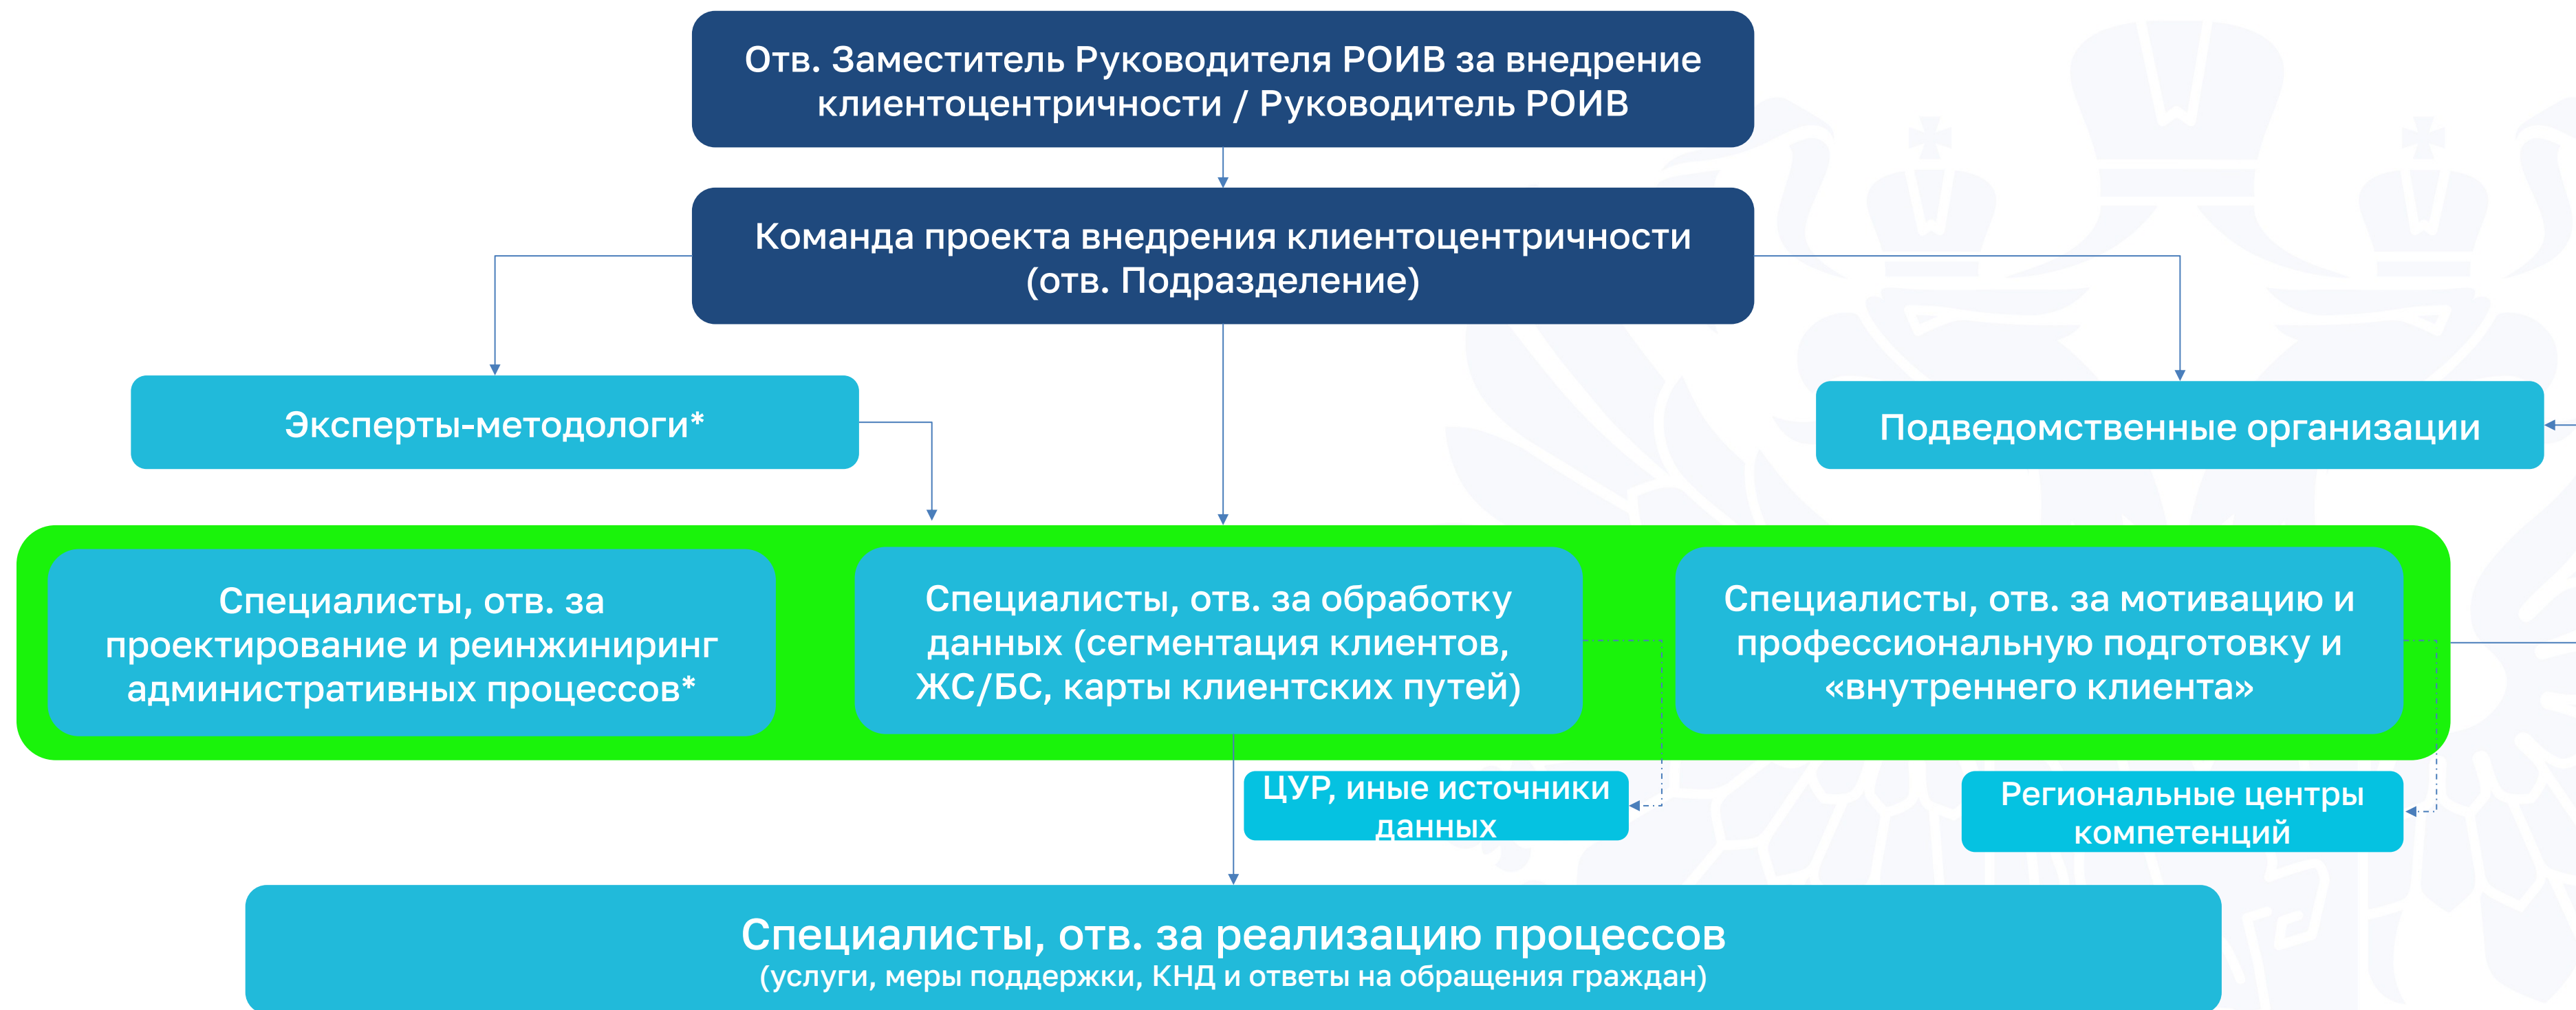 Отв. Заместитель Руководителя РОИВ за внедрение
клиентоцентричности / Руководитель РОИВ
Команда проекта внедрения клиентоцентричности
(отв. Подразделение)
Эксперты-методологи*
Подведомственные организации
Специалисты, отв. за
проектирование и реинжиниринг
административных процессов*
Специалисты, отв. за обработку
данных (сегментация клиентов,
ЖС/БС, карты клиентских путей)
Специалисты, отв. за мотивацию и
профессиональную подготовку и
«внутреннего клиента»
ЦУР, иные источники
данных
Региональные центры
компетенций
Специалисты, отв. за реализацию процессов
(услуги, меры поддержки, КНД и ответы на обращения граждан)